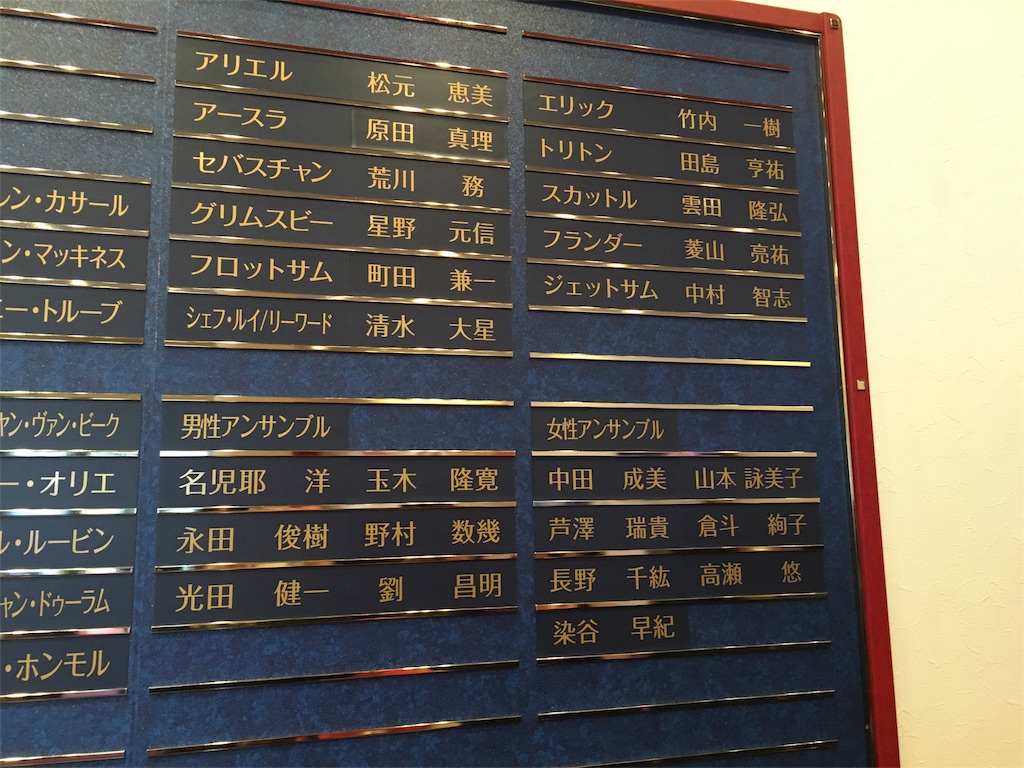 レン・カサール
ン・マッキネス
ー・トルーブ
ヤン・ヴァン・ビーク
ー・オリエ
ル・ルービン
ャン・ドゥーラム
・ホンモル
アリエル 松元 恵美
アースラ 原田 真理
セバスチャン 荒川 務
グリムスビー 星野 元信
フロットサム 町田 兼一
シェフ・ルイ/リーワード 清水 大星
エリック 竹内 一樹
トリトン 田島 亨祐
スカットル 雲田 隆弘
フランダー 菱山 亮祐
ジェットサム 中村 智志
男性アンサンブル
名児耶 洋 玉木 隆寛
永田 俊樹 野村 数幾
光田 健一 劉 昌明
女性アンサンブル
中田 成美 山本 詠美子
芦澤 瑞貴 倉斗 絢子
長野 千紘 高瀬 悠
染谷 早紀